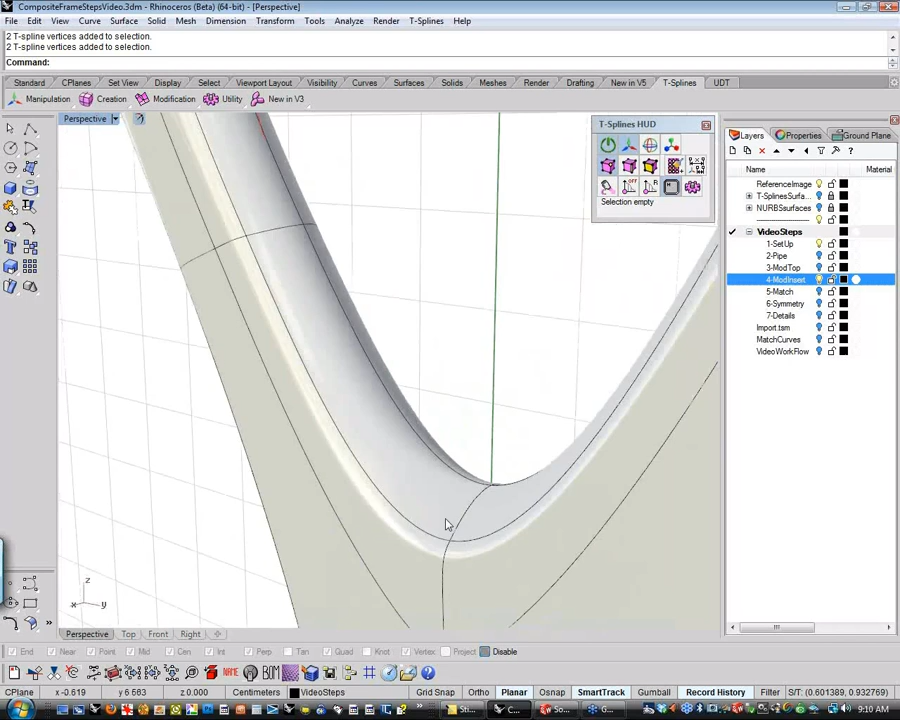 CompositeFrameStepsVideo.3dm - Rhinoceros (Beta) (64-bit) - [Perspective]
File Edit View Curve Surface Solid Mesh Dimension Transform Tools Analyze Render T-Splines Help
2 T-spline vertices added to selection.
2 T-spline vertices added to selection.
Command:
Standard CPlanes Set View Display Select Viewport Layout Visibility Curves Surfaces Solids Meshes Render Drafting New in V5 T-Splines UDT
Manipulation Creation Modification Utility New in V3
Perspective
T-Splines HUD
Selection empty
Layers Properties Ground Plane
Name Material
ReferenceImage
T-SplinesSurfa...
NURBSsurfaces
VideoSteps
1-SetUp
2-Pipe
3-ModTop
4-ModInsert
5-Match
6-Symmetry
7-Details
Import.tsm
MatchCurves
VideoWorkFlow
z
x y
Perspective Top Front Right
End Near Point Mid Cen Int Perp Tan Quad Knot Vertex Project Disable
NAME
CPlane x -0.619 y 6.563 z 0.000 Centimeters VideoSteps Grid Snap Ortho Planar Osnap SmartTrack Gumball Record History Filter S/T: (0.601389, 0.932769)
Sti... C... So... G... 9:10 AM